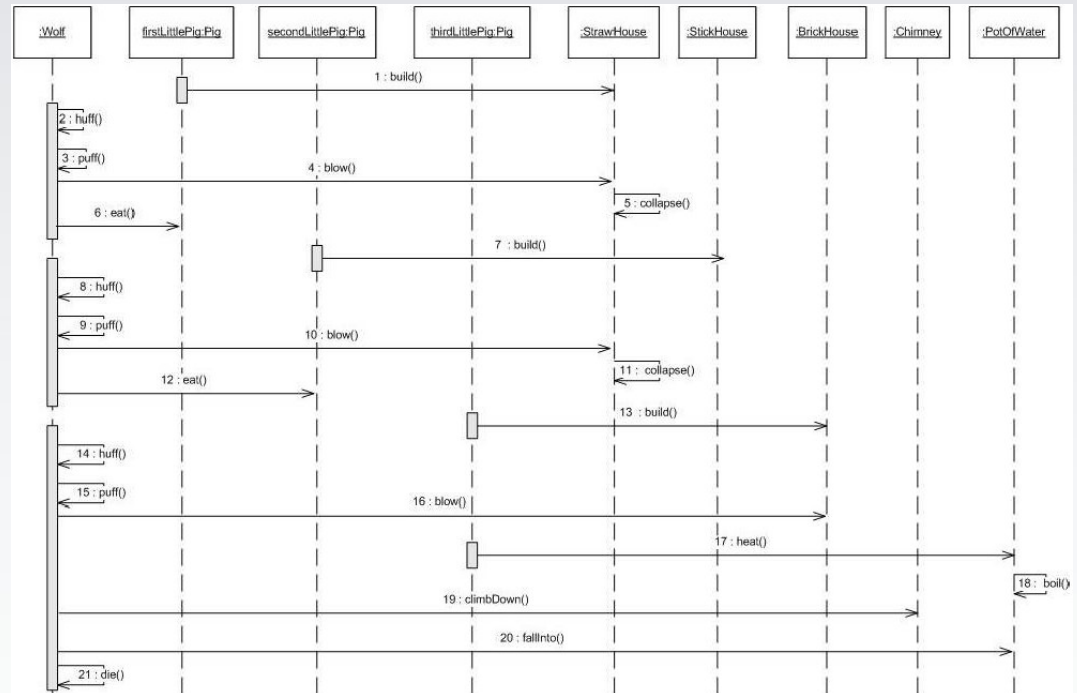 :Wolf
firstLittlePig:Pig
secondLittlePig:Pig
thirdLittlePig:Pig
:StrawHouse
:StickHouse
:BrickHouse
:Chimney
:PotOfWater
1 : build()
2 : huff()
3 : puff()
4 : blow()
5 : collapse()
6 : eat()
7 : build()
8 : huff()
9 : puff()
10 : blow()
11 : collapse()
12 : eat()
13 : build()
14 : huff()
15 : puff()
16 : blow()
17 : heat()
18 : boil()
19 : climbDown()
20 : fallInto()
21 : die()